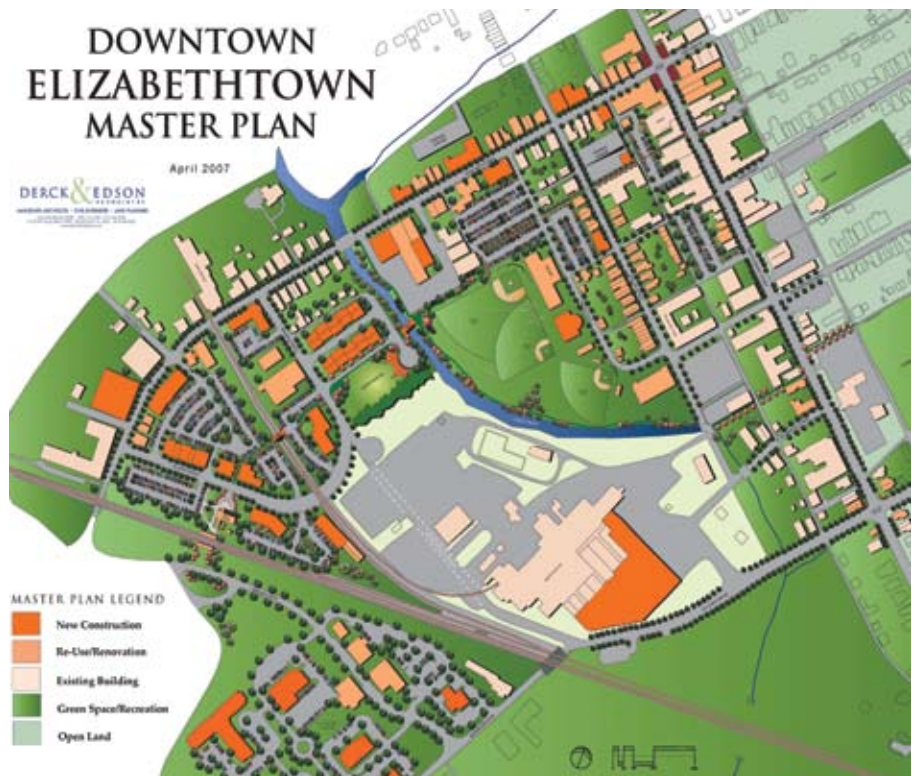 DOWNTOWN
ELIZABETHTOWN
MASTER PLAN
April 2007
DERCK & EDSON
ASSOCIATES
MASTER PLAN LEGEND
New Construction
Re-Use/Renovation
Existing Building
Green Space/Recreation
Open Land